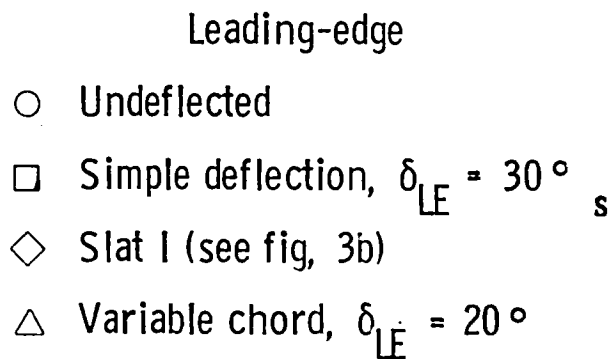 Leading-edge
○ Undeflected
□ Simple deflection, δLE = 30° s
◇ Slat I (see fig, 3b)
△ Variable chord, δLE = 20°